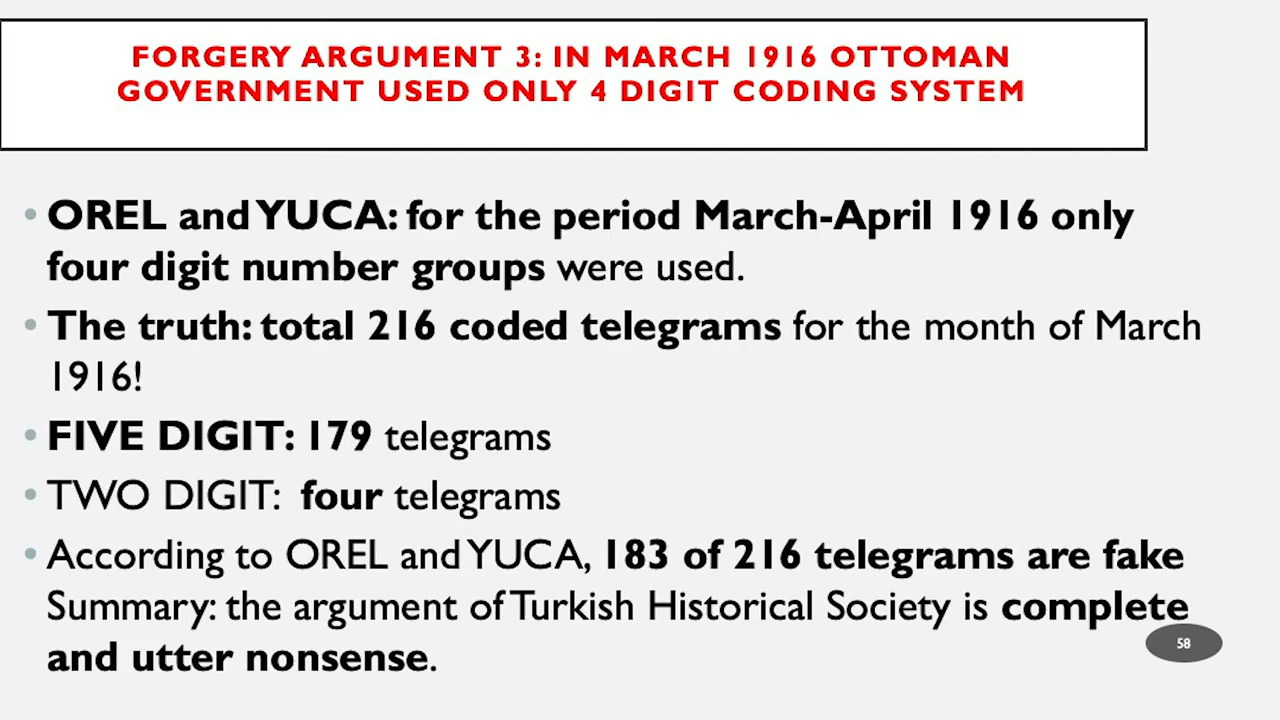 FORGERY ARGUMENT 3: IN MARCH 1916 OTTOMAN
GOVERNMENT USED ONLY 4 DIGIT CODING SYSTEM
• OREL and YUCA: for the period March-April 1916 only
four digit number groups were used.
• The truth: total 216 coded telegrams for the month of March
1916!
• FIVE DIGIT: 179 telegrams
• TWO DIGIT: four telegrams
• According to OREL and YUCA, 183 of 216 telegrams are fake
Summary: the argument of Turkish Historical Society is complete
and utter nonsense.
58